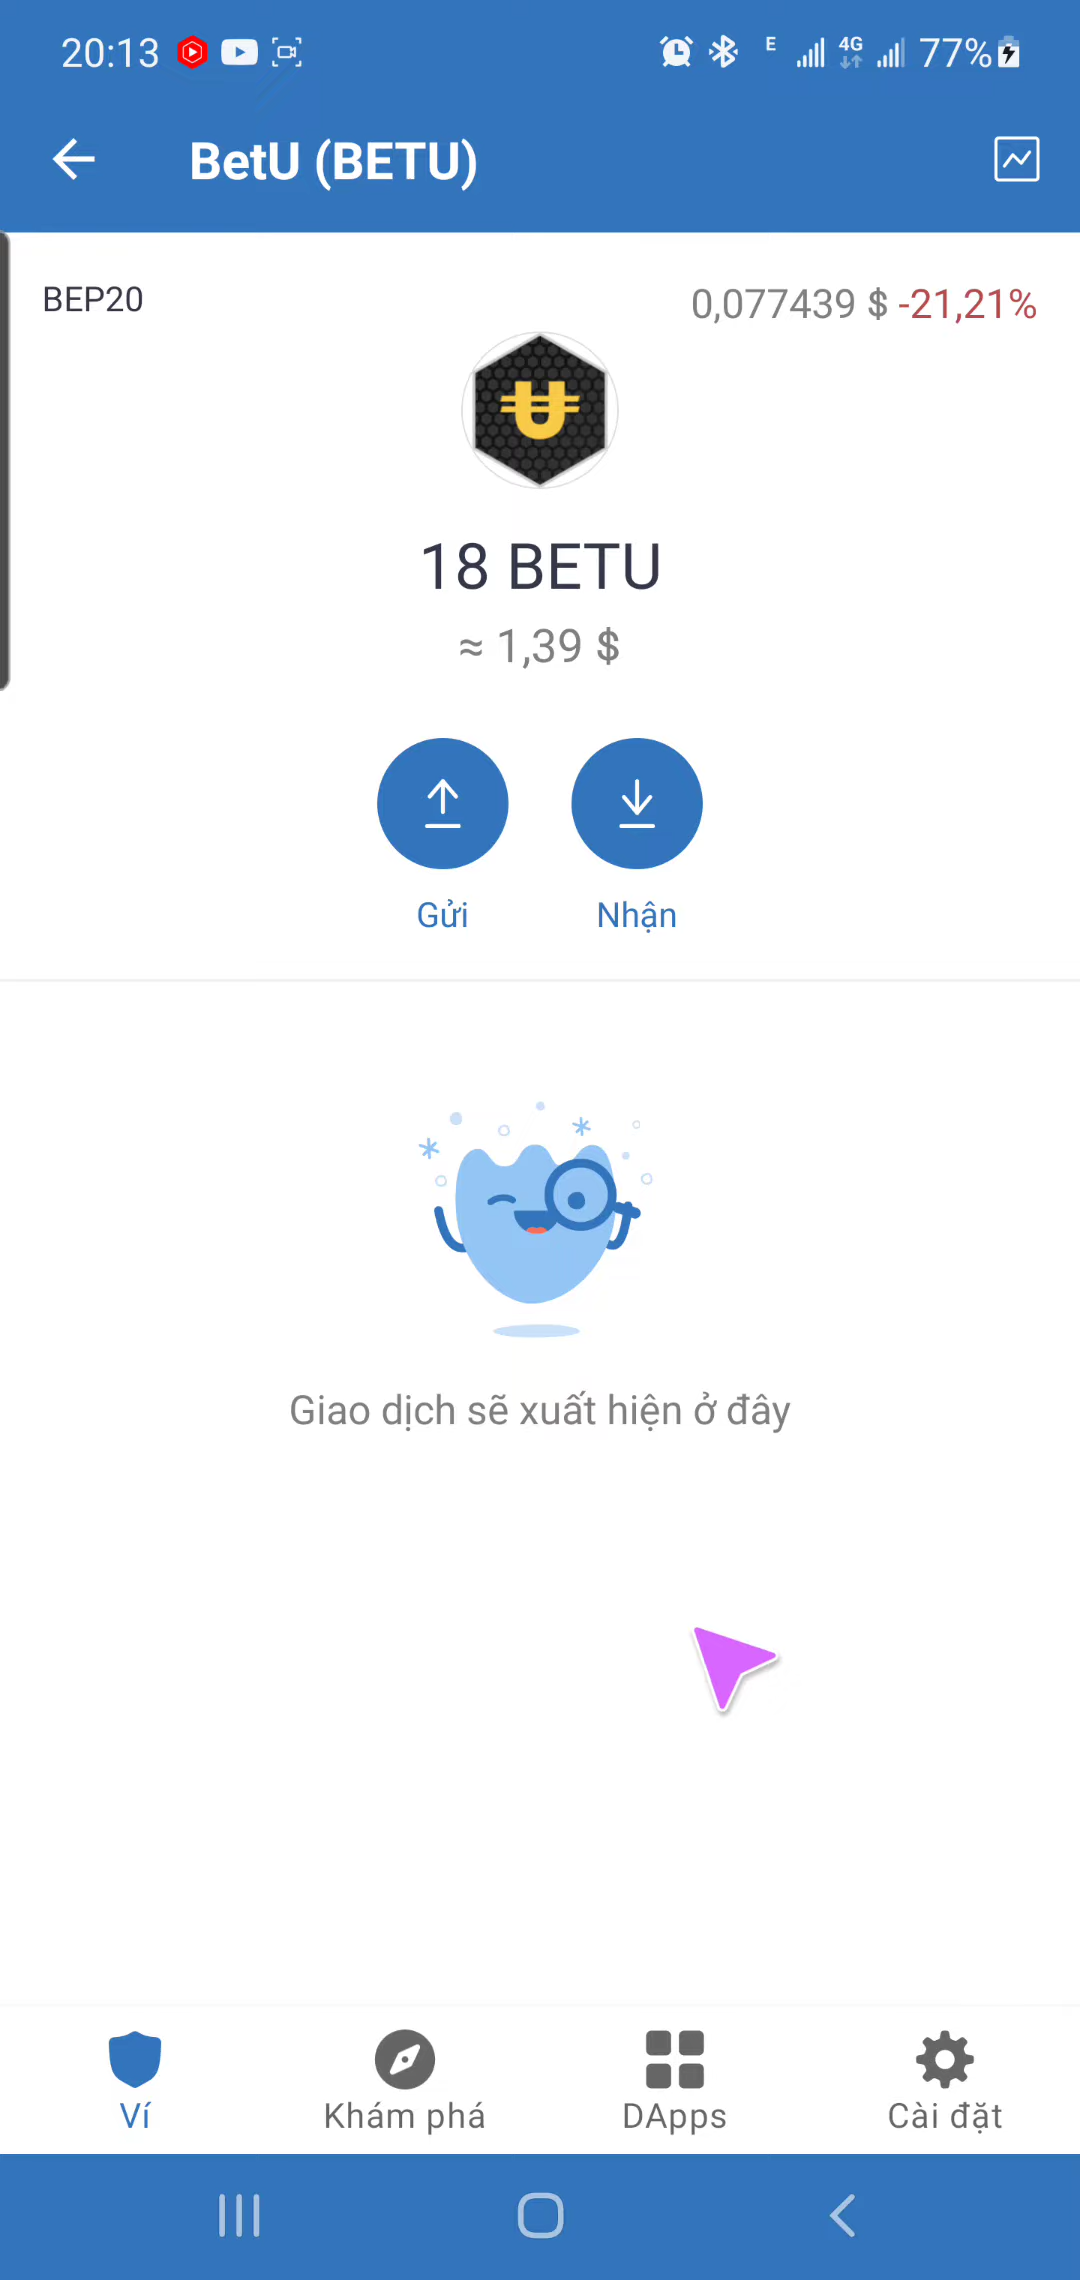 20:13
E 4G 77%
BetU (BETU)
BEP20
0,077439 $ -21,21%
18 BETU
≈ 1,39 $
Gửi
Nhận
Giao dịch sẽ xuất hiện ở đây
Ví
Khám phá
DApps
Cài đặt